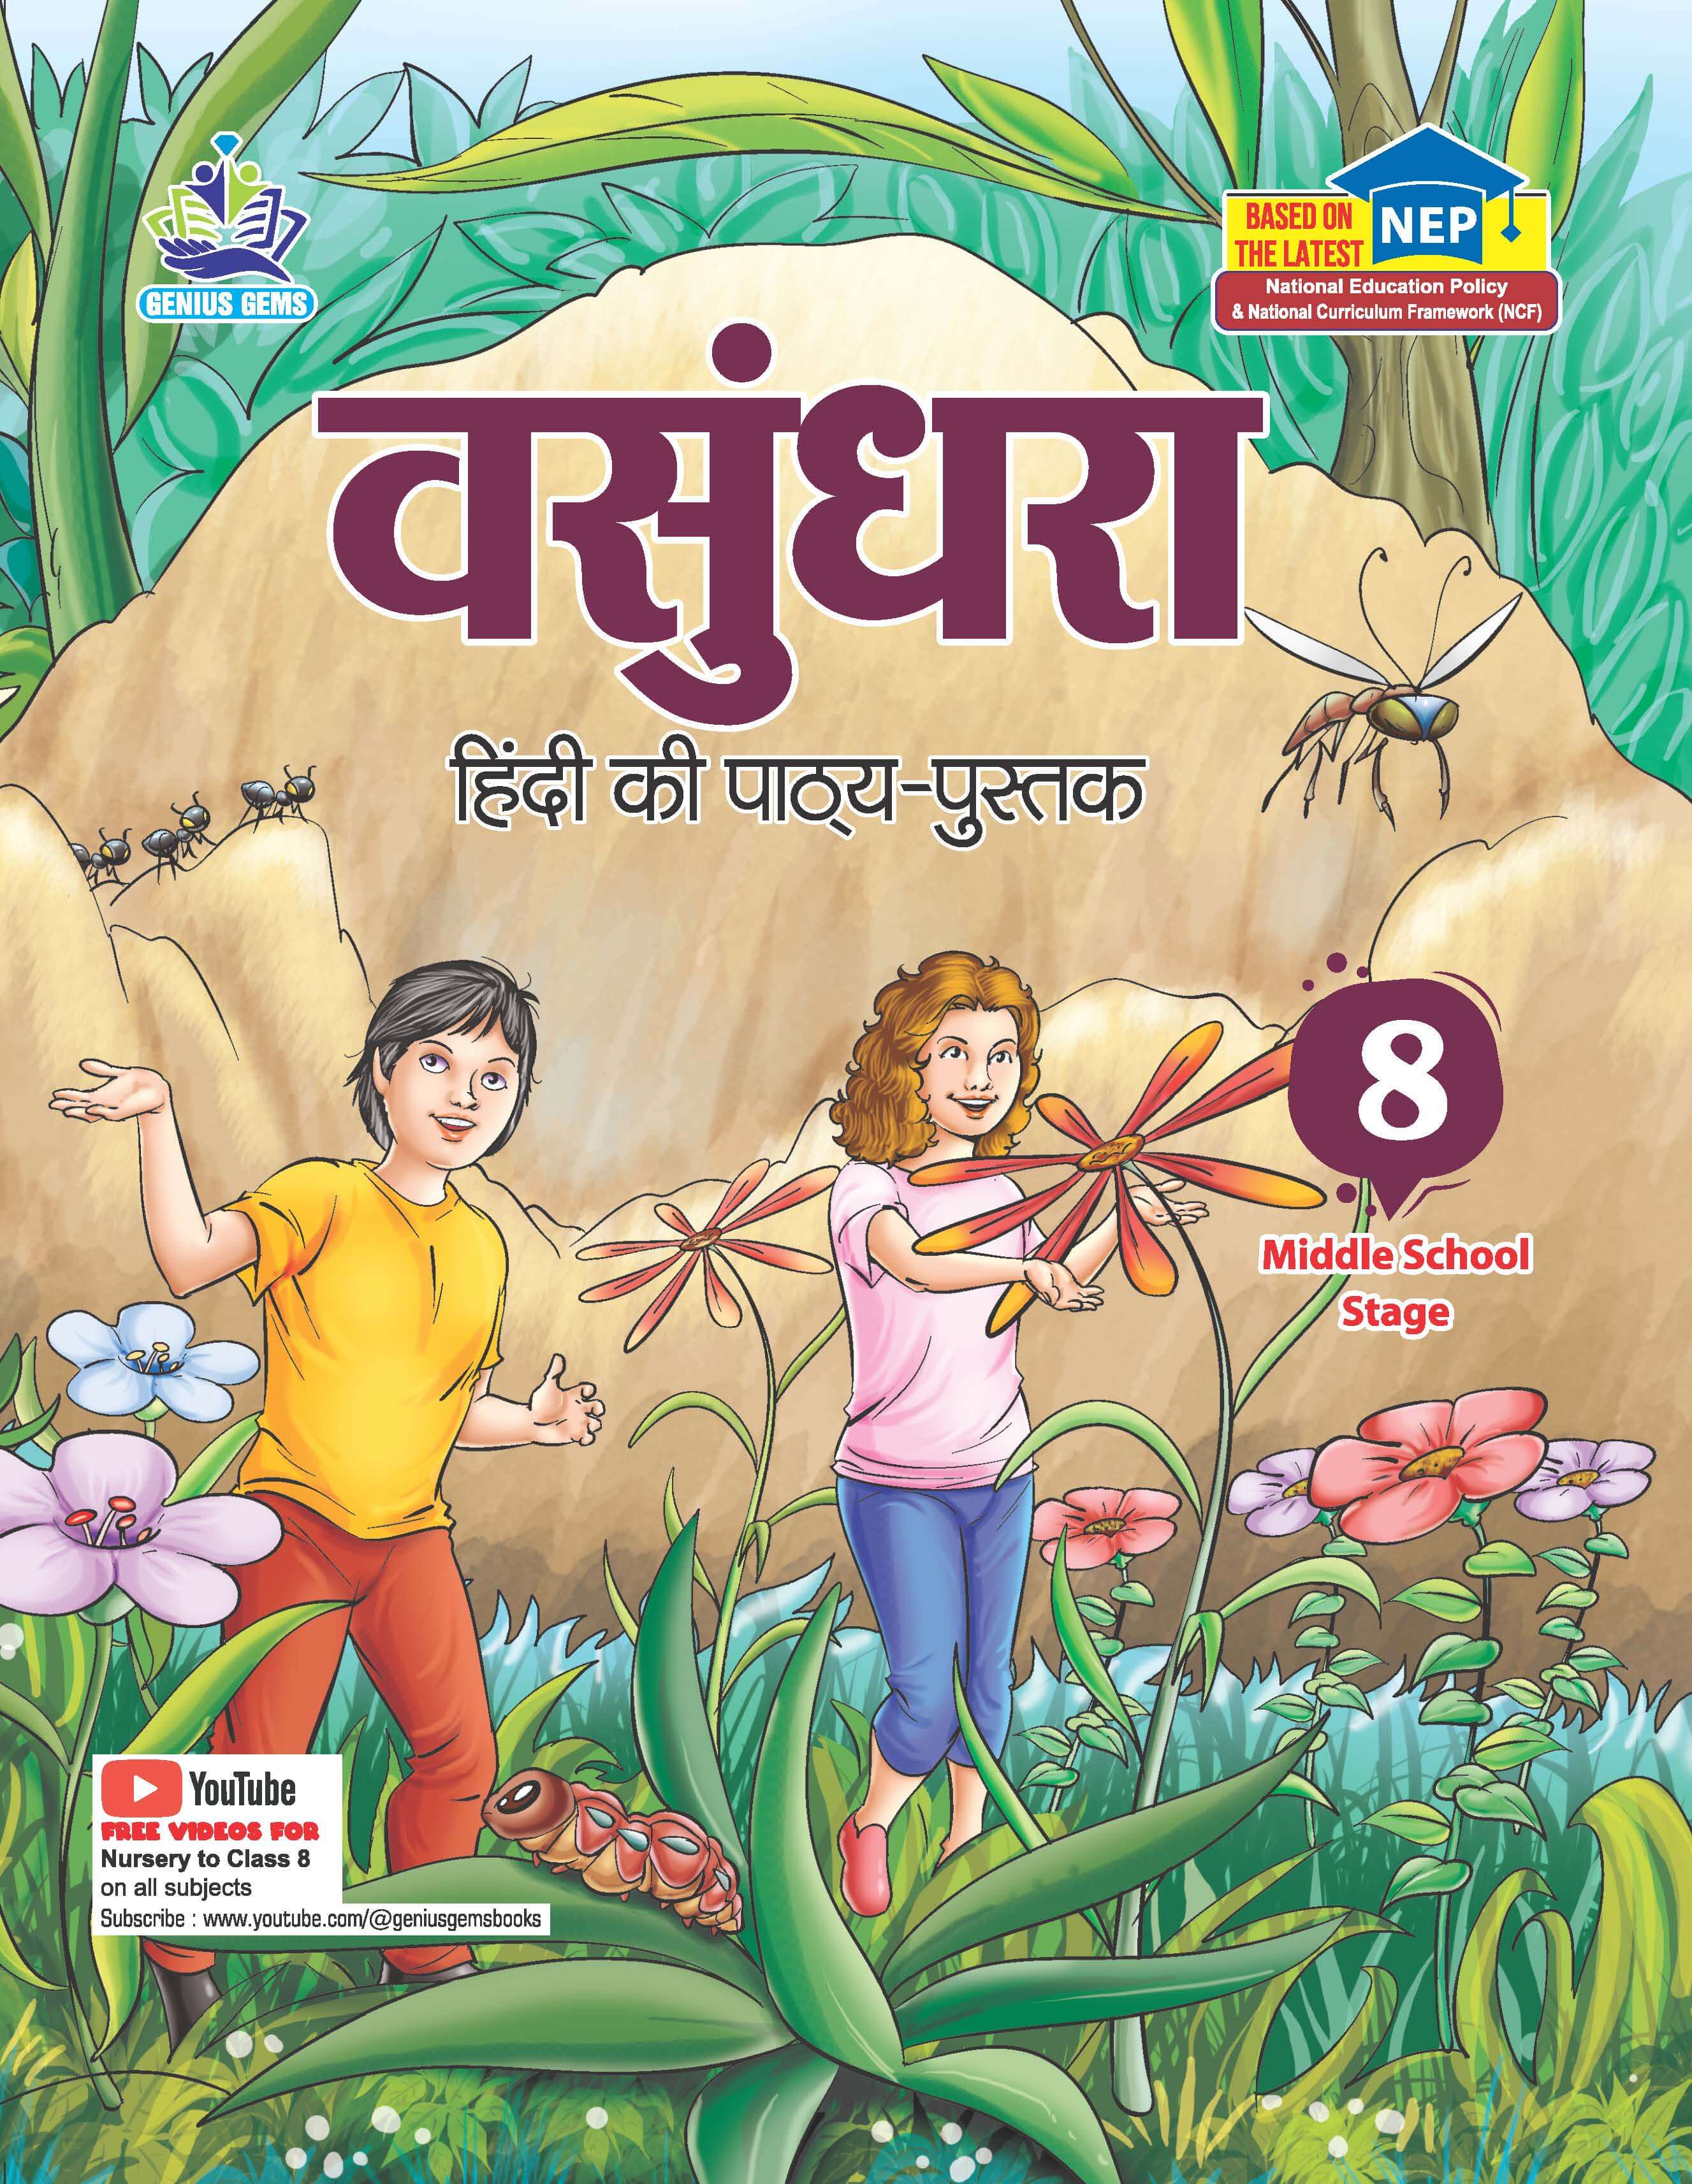 GENIUS GEMS
BASED ON
THE LATEST
NEP
National Education Policy
& National Curriculum Framework (NCF)
वसुंधरा
हिंदी की पाठ्य-पुस्तक
8
Middle School
Stage
YouTube
FREE VIDEOS FOR
Nursery to Class 8
on all subjects
Subscribe : www.youtube.com/@geniusgemsbooks